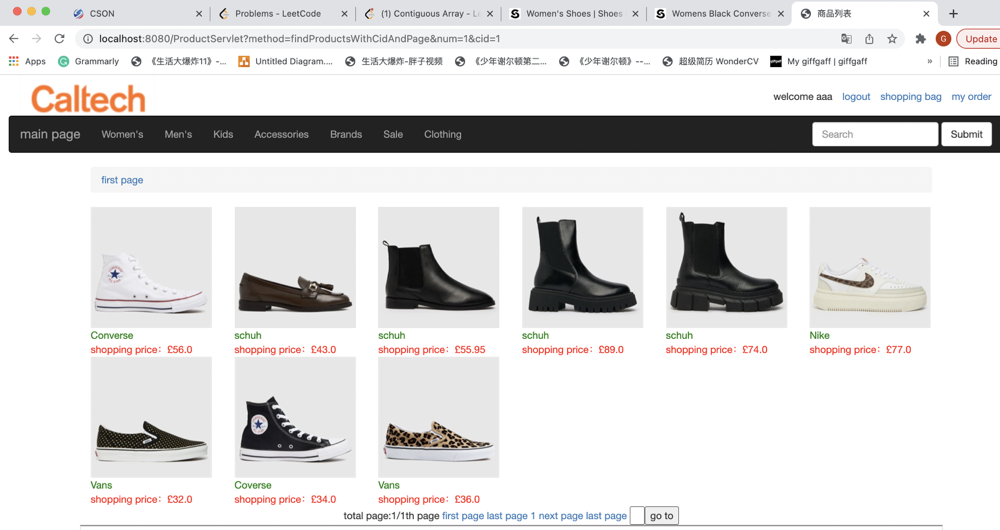 CSON
Problems - LeetCode
(1) Contiguous Array - Le
Women's Shoes | Shoes
Womens Black Converse
商品列表
localhost:8080/ProductServlet?method=findProductsWithCidAndPage&num=1&cid=1
G
Update
Apps
Grammarly
《生活大爆炸11》-...
Untitled Diagram....
生活大爆炸-胖子视频
《少年谢尔顿第二...
《少年谢尔顿》--...
超级简历 WonderCV
My giffgaff | giffgaff
»
Reading
Caltech
welcome aaa logout shopping bag my order
main page Women's Men's Kids Accessories Brands Sale Clothing
Search
Submit
first page
Converse
shopping price：£56.0
schuh
shopping price：£43.0
schuh
shopping price：£55.95
schuh
shopping price：£89.0
schuh
shopping price：£74.0
Nike
shopping price：£77.0
Vans
shopping price：£32.0
Coverse
shopping price：£34.0
Vans
shopping price：£36.0
total page:1/1th page first page last page 1 next page last page go to